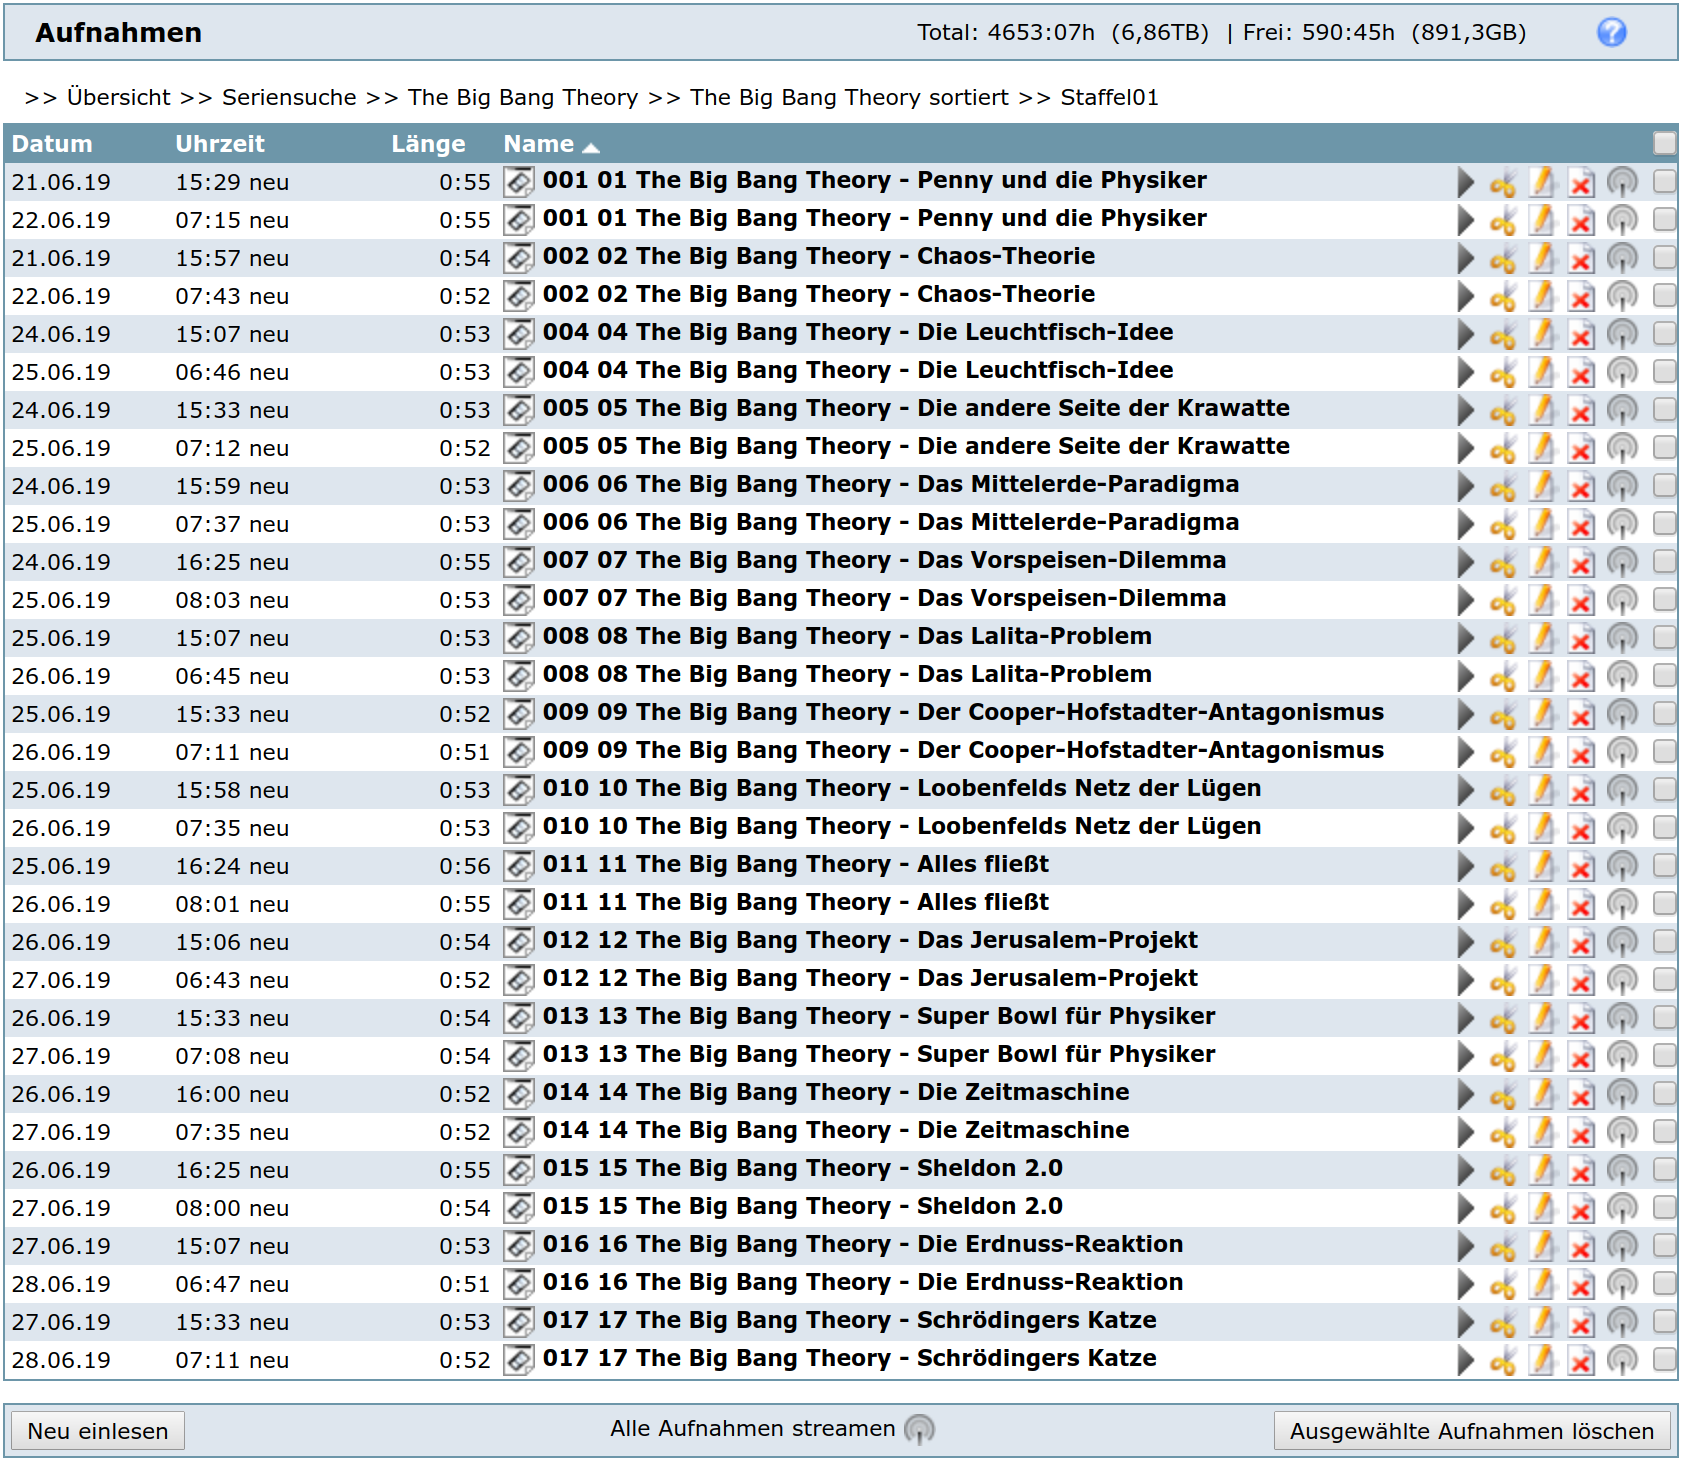 Aufnahmen Total: 4653:07h (6,86TB) | Frei: 590:45h (891,3GB) ?
>> Übersicht >> Seriensuche >> The Big Bang Theory >> The Big Bang Theory sortiert >> Staffel01
Datum Uhrzeit Länge Name
21.06.19 15:29 neu 0:55 001 01 The Big Bang Theory - Penny und die Physiker
22.06.19 07:15 neu 0:55 001 01 The Big Bang Theory - Penny und die Physiker
21.06.19 15:57 neu 0:54 002 02 The Big Bang Theory - Chaos-Theorie
22.06.19 07:43 neu 0:52 002 02 The Big Bang Theory - Chaos-Theorie
24.06.19 15:07 neu 0:53 004 04 The Big Bang Theory - Die Leuchtfisch-Idee
25.06.19 06:46 neu 0:53 004 04 The Big Bang Theory - Die Leuchtfisch-Idee
24.06.19 15:33 neu 0:53 005 05 The Big Bang Theory - Die andere Seite der Krawatte
25.06.19 07:12 neu 0:52 005 05 The Big Bang Theory - Die andere Seite der Krawatte
24.06.19 15:59 neu 0:53 006 06 The Big Bang Theory - Das Mittelerde-Paradigma
25.06.19 07:37 neu 0:53 006 06 The Big Bang Theory - Das Mittelerde-Paradigma
24.06.19 16:25 neu 0:55 007 07 The Big Bang Theory - Das Vorspeisen-Dilemma
25.06.19 08:03 neu 0:53 007 07 The Big Bang Theory - Das Vorspeisen-Dilemma
25.06.19 15:07 neu 0:53 008 08 The Big Bang Theory - Das Lalita-Problem
26.06.19 06:45 neu 0:53 008 08 The Big Bang Theory - Das Lalita-Problem
25.06.19 15:33 neu 0:52 009 09 The Big Bang Theory - Der Cooper-Hofstadter-Antagonismus
26.06.19 07:11 neu 0:51 009 09 The Big Bang Theory - Der Cooper-Hofstadter-Antagonismus
25.06.19 15:58 neu 0:53 010 10 The Big Bang Theory - Loobenfelds Netz der Lügen
26.06.19 07:35 neu 0:53 010 10 The Big Bang Theory - Loobenfelds Netz der Lügen
25.06.19 16:24 neu 0:56 011 11 The Big Bang Theory - Alles fließt
26.06.19 08:01 neu 0:55 011 11 The Big Bang Theory - Alles fließt
26.06.19 15:06 neu 0:54 012 12 The Big Bang Theory - Das Jerusalem-Projekt
27.06.19 06:43 neu 0:52 012 12 The Big Bang Theory - Das Jerusalem-Projekt
26.06.19 15:33 neu 0:54 013 13 The Big Bang Theory - Super Bowl für Physiker
27.06.19 07:08 neu 0:54 013 13 The Big Bang Theory - Super Bowl für Physiker
26.06.19 16:00 neu 0:52 014 14 The Big Bang Theory - Die Zeitmaschine
27.06.19 07:35 neu 0:52 014 14 The Big Bang Theory - Die Zeitmaschine
26.06.19 16:25 neu 0:55 015 15 The Big Bang Theory - Sheldon 2.0
27.06.19 08:00 neu 0:54 015 15 The Big Bang Theory - Sheldon 2.0
27.06.19 15:07 neu 0:53 016 16 The Big Bang Theory - Die Erdnuss-Reaktion
28.06.19 06:47 neu 0:51 016 16 The Big Bang Theory - Die Erdnuss-Reaktion
27.06.19 15:33 neu 0:53 017 17 The Big Bang Theory - Schrödingers Katze
28.06.19 07:11 neu 0:52 017 17 The Big Bang Theory - Schrödingers Katze
Neu einlesen Alle Aufnahmen streamen Ausgewählte Aufnahmen löschen